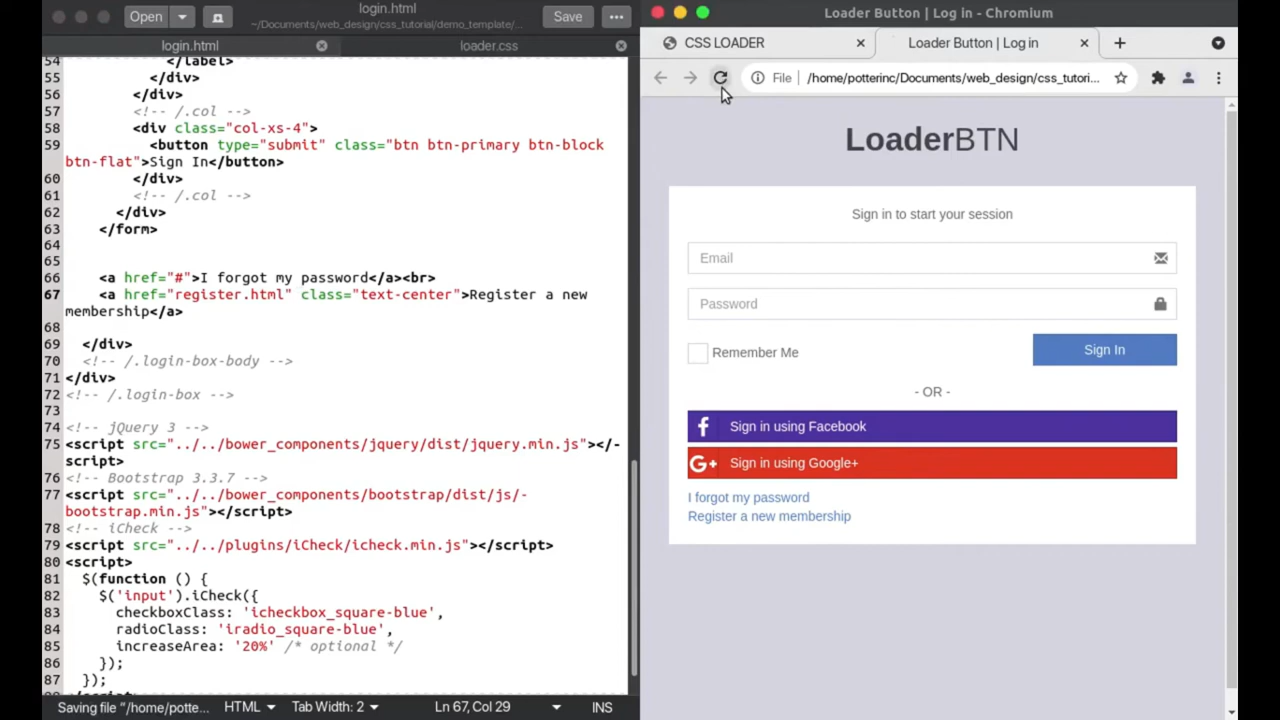 Open
login.html
~/Documents/web_design/css_tutorial/demo_template/...
Save
login.html
loader.css
54 </label>
55 </div>
56 </div>
57 <!-- /.col -->
58 <div class="col-xs-4">
59 <button type="submit" class="btn btn-primary btn-block
btn-flat">Sign In</button>
60 </div>
61 <!-- /.col -->
62 </div>
63 </form>
64
65
66 <a href="#">I forgot my password</a><br>
67 <a href="register.html" class="text-center">Register a new
membership</a>
68
69 </div>
70 <!-- /.login-box-body -->
71 </div>
72 <!-- /.login-box -->
73
74 <!-- jQuery 3 -->
75 <script src="../../bower_components/jquery/dist/jquery.min.js"></-
script>
76 <!-- Bootstrap 3.3.7 -->
77 <script src="../../bower_components/bootstrap/dist/js/-
bootstrap.min.js"></script>
78 <!-- iCheck -->
79 <script src="../../plugins/iCheck/icheck.min.js"></script>
80 <script>
81 $(function () {
82 $('input').iCheck({
83 checkboxClass: 'icheckbox_square-blue',
84 radioClass: 'iradio_square-blue',
85 increaseArea: '20%' /* optional */
86 });
87 });
Saving file "/home/potte...
HTML
Tab Width: 2
Ln 67, Col 29
INS
Loader Button | Log in - Chromium
CSS LOADER
Loader Button | Log in
File
/home/potterinc/Documents/web_design/css_tutori...
LoaderBTN
Sign in to start your session
Email
Password
Remember Me
Sign In
- OR -
Sign in using Facebook
G+ Sign in using Google+
I forgot my password
Register a new membership